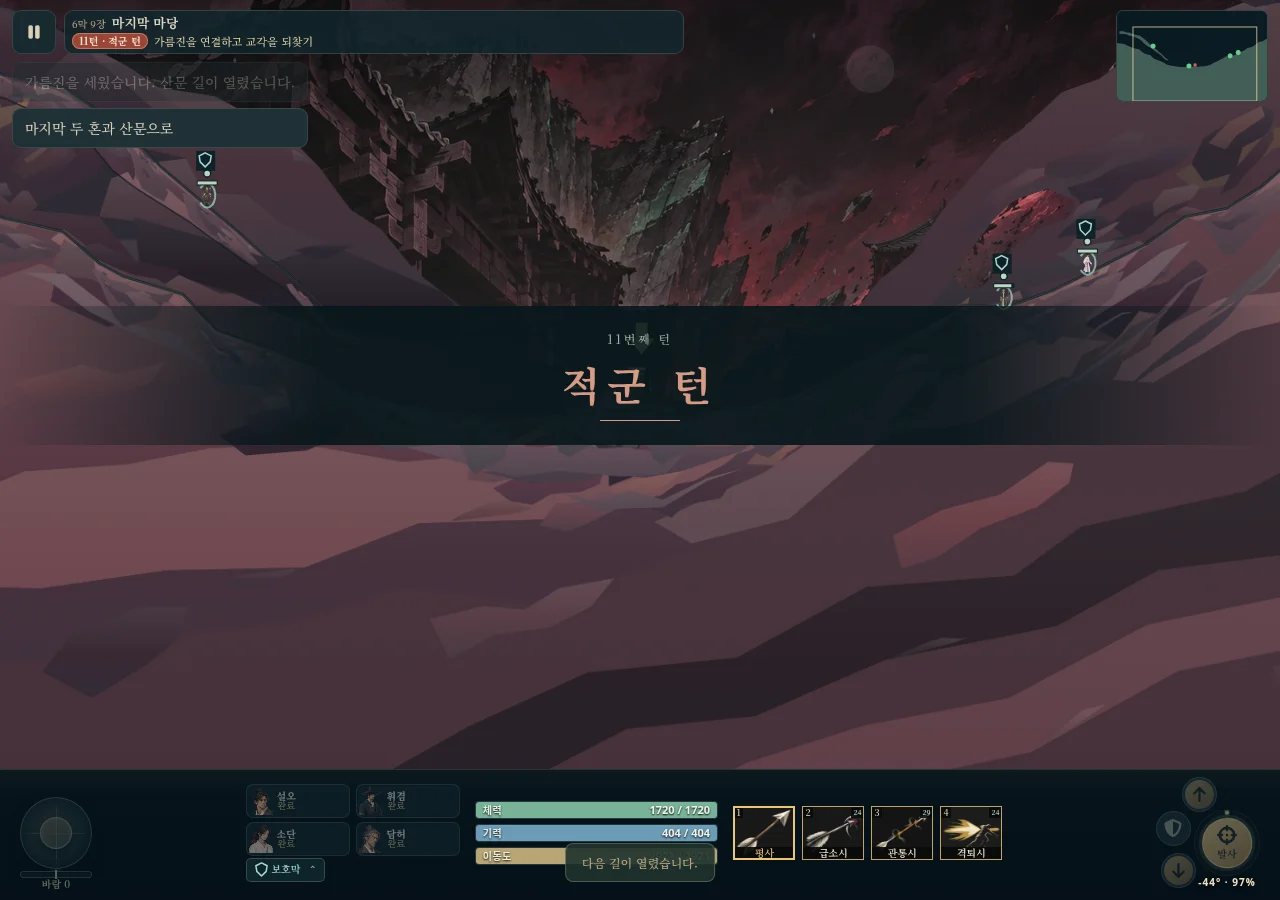 6막 9장 마지막 마당
11턴 · 적군 턴 가름진을 연결하고 교각을 되찾기
가름진을 세웠습니다. 산문 길이 열렸습니다.
마지막 두 혼과 산문으로
11번째 턴
적군 턴
바람 0
설오
완료
휘겸
완료
소단
완료
달허
완료
보호막
체력 1720 / 1720
기력 404 / 404
이동도
다음 길이 열렸습니다.
1
평사
2 24
급소시
3 29
관통시
4 24
격퇴시
발사
-44° · 97%